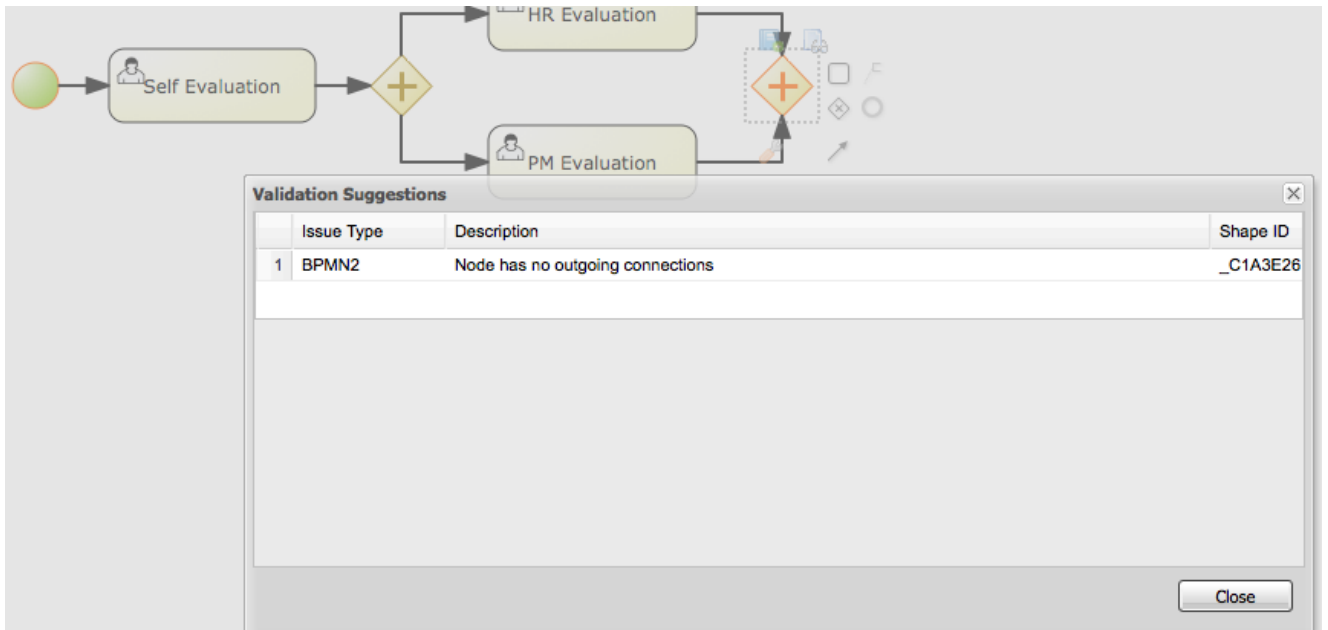 HR Evaluation
Self Evaluation
PM Evaluation
Validation Suggestions
Issue Type Description Shape ID
1 BPMN2 Node has no outgoing connections _C1A3E26
Close